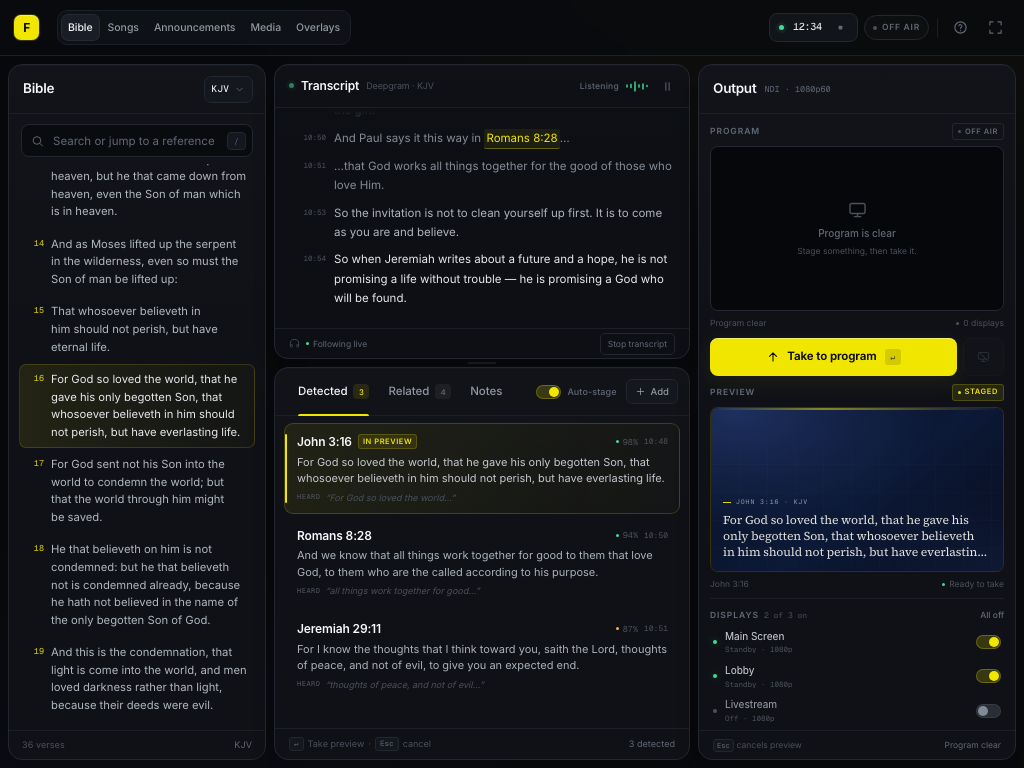 F
Bible
Songs
Announcements
Media
Overlays
12:34
OFF AIR
Bible
KJV
Search or jump to a reference
/
heaven, but he that came down from
heaven, even the Son of man which
is in heaven.
14 And as Moses lifted up the serpent
in the wilderness, even so must the
Son of man be lifted up:
15 That whosoever believeth in
him should not perish, but have
eternal life.
16 For God so loved the world, that he
gave his only begotten Son, that
whosoever believeth in him should
not perish, but have everlasting life.
17 For God sent not his Son into the
world to condemn the world; but
that the world through him might
be saved.
18 He that believeth on him is not
condemned: but he that believeth
not is condemned already, because
he hath not believed in the name of
the only begotten Son of God.
19 And this is the condemnation, that
light is come into the world, and men
loved darkness rather than light,
because their deeds were evil.
36 verses
KJV
Transcript
Deepgram · KJV
Listening
10:50 And Paul says it this way in Romans 8:28…
10:51 …that God works all things together for the good of those who
love Him.
10:53 So the invitation is not to clean yourself up first. It is to come
as you are and believe.
10:54 So when Jeremiah writes about a future and a hope, he is not
promising a life without trouble — he is promising a God who
will be found.
Following live
Stop transcript
Detected 3
Related 4
Notes
Auto-stage
+ Add
John 3:16 IN PREVIEW
98% 10:48
For God so loved the world, that he gave his only begotten Son, that
whosoever believeth in him should not perish, but have everlasting life.
HEARD “For God so loved the world…”
Romans 8:28
94% 10:50
And we know that all things work together for good to them that love
God, to them who are the called according to his purpose.
HEARD “all things work together for good…”
Jeremiah 29:11
87% 10:51
For I know the thoughts that I think toward you, saith the Lord, thoughts
of peace, and not of evil, to give you an expected end.
HEARD “thoughts of peace, and not of evil…”
↵ Take preview · Esc cancel
3 detected
Output
NDI · 1080p60
PROGRAM
OFF AIR
Program is clear
Stage something, then take it.
Program clear
0 displays
↑ Take to program ↵
PREVIEW
STAGED
JOHN 3:16 · KJV
For God so loved the world, that he gave his
only begotten Son, that whosoever believeth
in him should not perish, but have everlastin…
John 3:16
Ready to take
DISPLAYS 2 of 3 on
All off
Main Screen
Standby · 1080p
Lobby
Standby · 1080p
Livestream
Off · 1080p
Esc cancels preview
Program clear